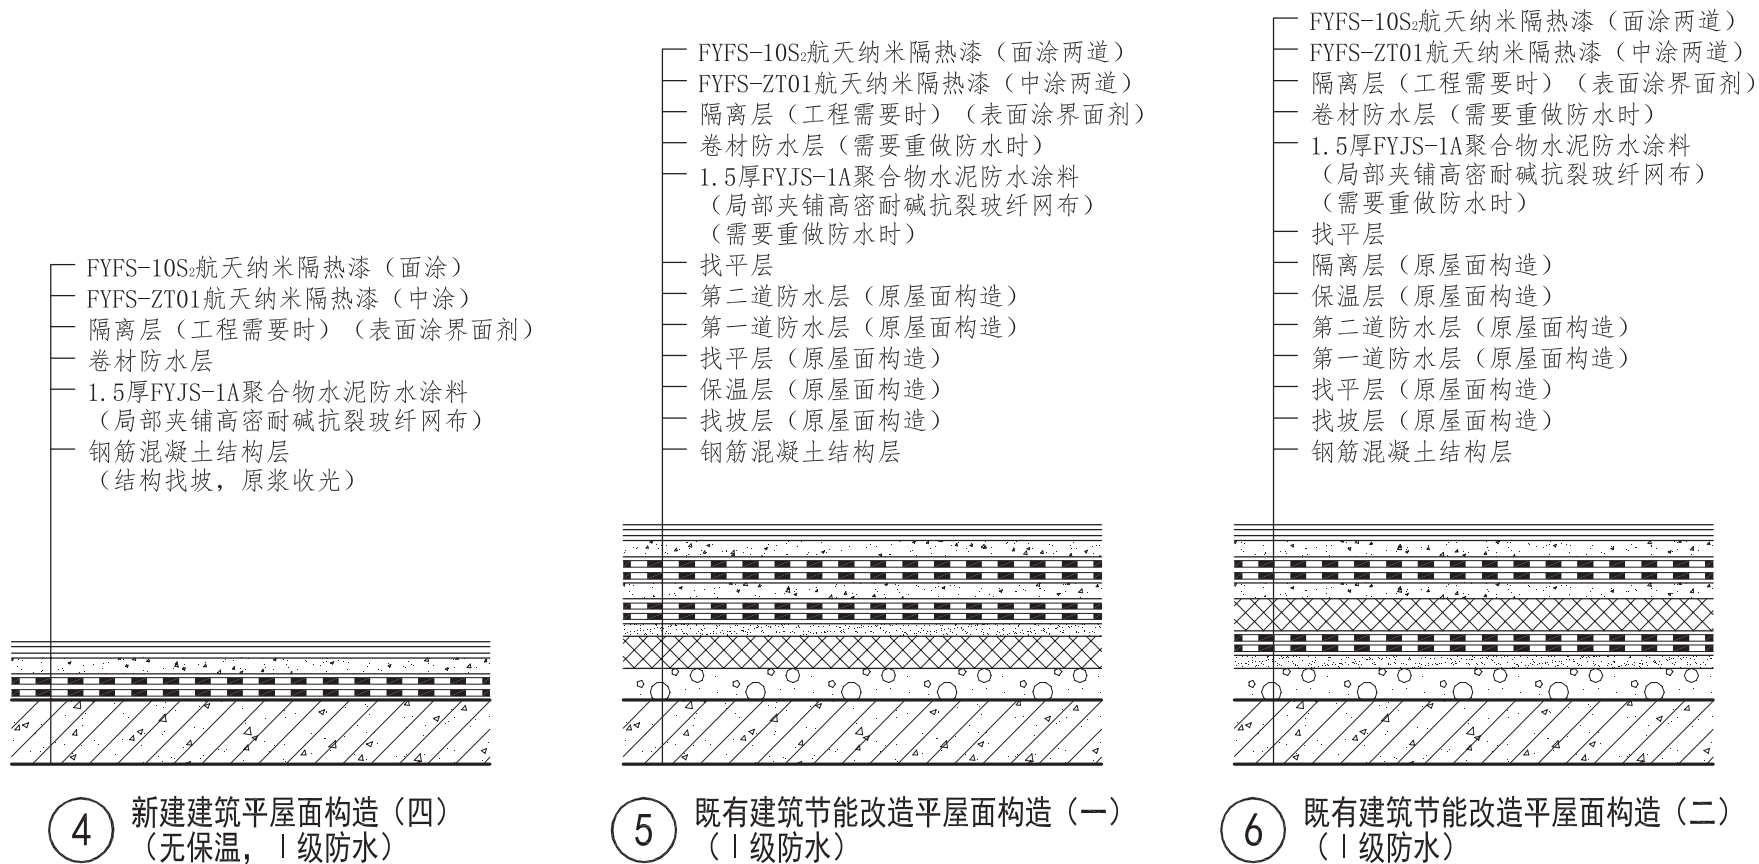 FYFS-10S₂航天纳米隔热漆（面涂）
FYFS-ZT01航天纳米隔热漆（中涂）
隔离层（工程需要时）（表面涂界面剂）
卷材防水层
1.5厚FYJS-1A聚合物水泥防水涂料
（局部夹铺高密耐碱抗裂玻纤网布）
钢筋混凝土结构层
（结构找坡，原浆收光）
4
新建建筑平屋面构造（四）
（无保温，Ⅰ级防水）
FYFS-10S₂航天纳米隔热漆（面涂两道）
FYFS-ZT01航天纳米隔热漆（中涂两道）
隔离层（工程需要时）（表面涂界面剂）
卷材防水层（需要重做防水时）
1.5厚FYJS-1A聚合物水泥防水涂料
（局部夹铺高密耐碱抗裂玻纤网布）
（需要重做防水时）
找平层
第二道防水层（原屋面构造）
第一道防水层（原屋面构造）
找平层（原屋面构造）
保温层（原屋面构造）
找坡层（原屋面构造）
钢筋混凝土结构层
5
既有建筑节能改造平屋面构造（一）
（Ⅰ级防水）
FYFS-10S₂航天纳米隔热漆（面涂两道）
FYFS-ZT01航天纳米隔热漆（中涂两道）
隔离层（工程需要时）（表面涂界面剂）
卷材防水层（需要重做防水时）
1.5厚FYJS-1A聚合物水泥防水涂料
（局部夹铺高密耐碱抗裂玻纤网布）
（需要重做防水时）
找平层
隔离层（原屋面构造）
保温层（原屋面构造）
第二道防水层（原屋面构造）
第一道防水层（原屋面构造）
找平层（原屋面构造）
找坡层（原屋面构造）
钢筋混凝土结构层
6
既有建筑节能改造平屋面构造（二）
（Ⅰ级防水）